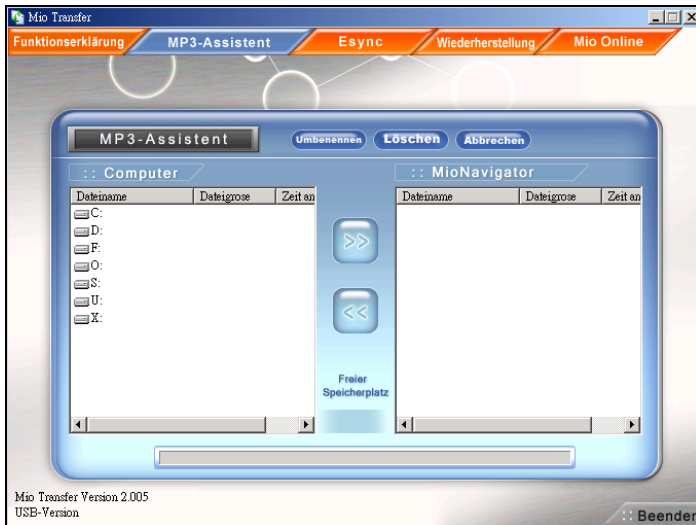 Mio Transfer
Funktionserklärung MP3-Assistent Esync Wiederherstellung Mio Online
MP3-Assistent Umbenennen Löschen Abbrechen
:: Computer :: MioNavigator
Dateiname Dateigrose Zeit an Dateiname Dateigrose Zeit an
C:
D:
F:
O:
S:
U:
X:
>>
<<
Freier
Speicherplatz
Mio Transfer Version 2.005
USB-Version
:: Beenden